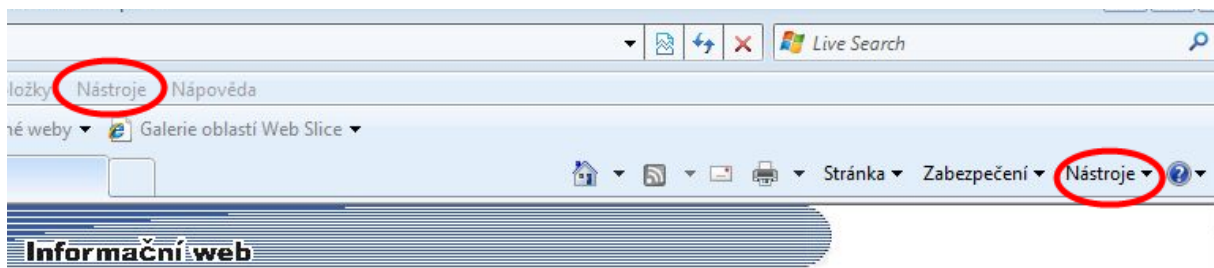 Live Search
ložky Nástroje Nápověda
né weby Galerie oblastí Web Slice
Stránka Zabezpečení Nástroje
Informační web